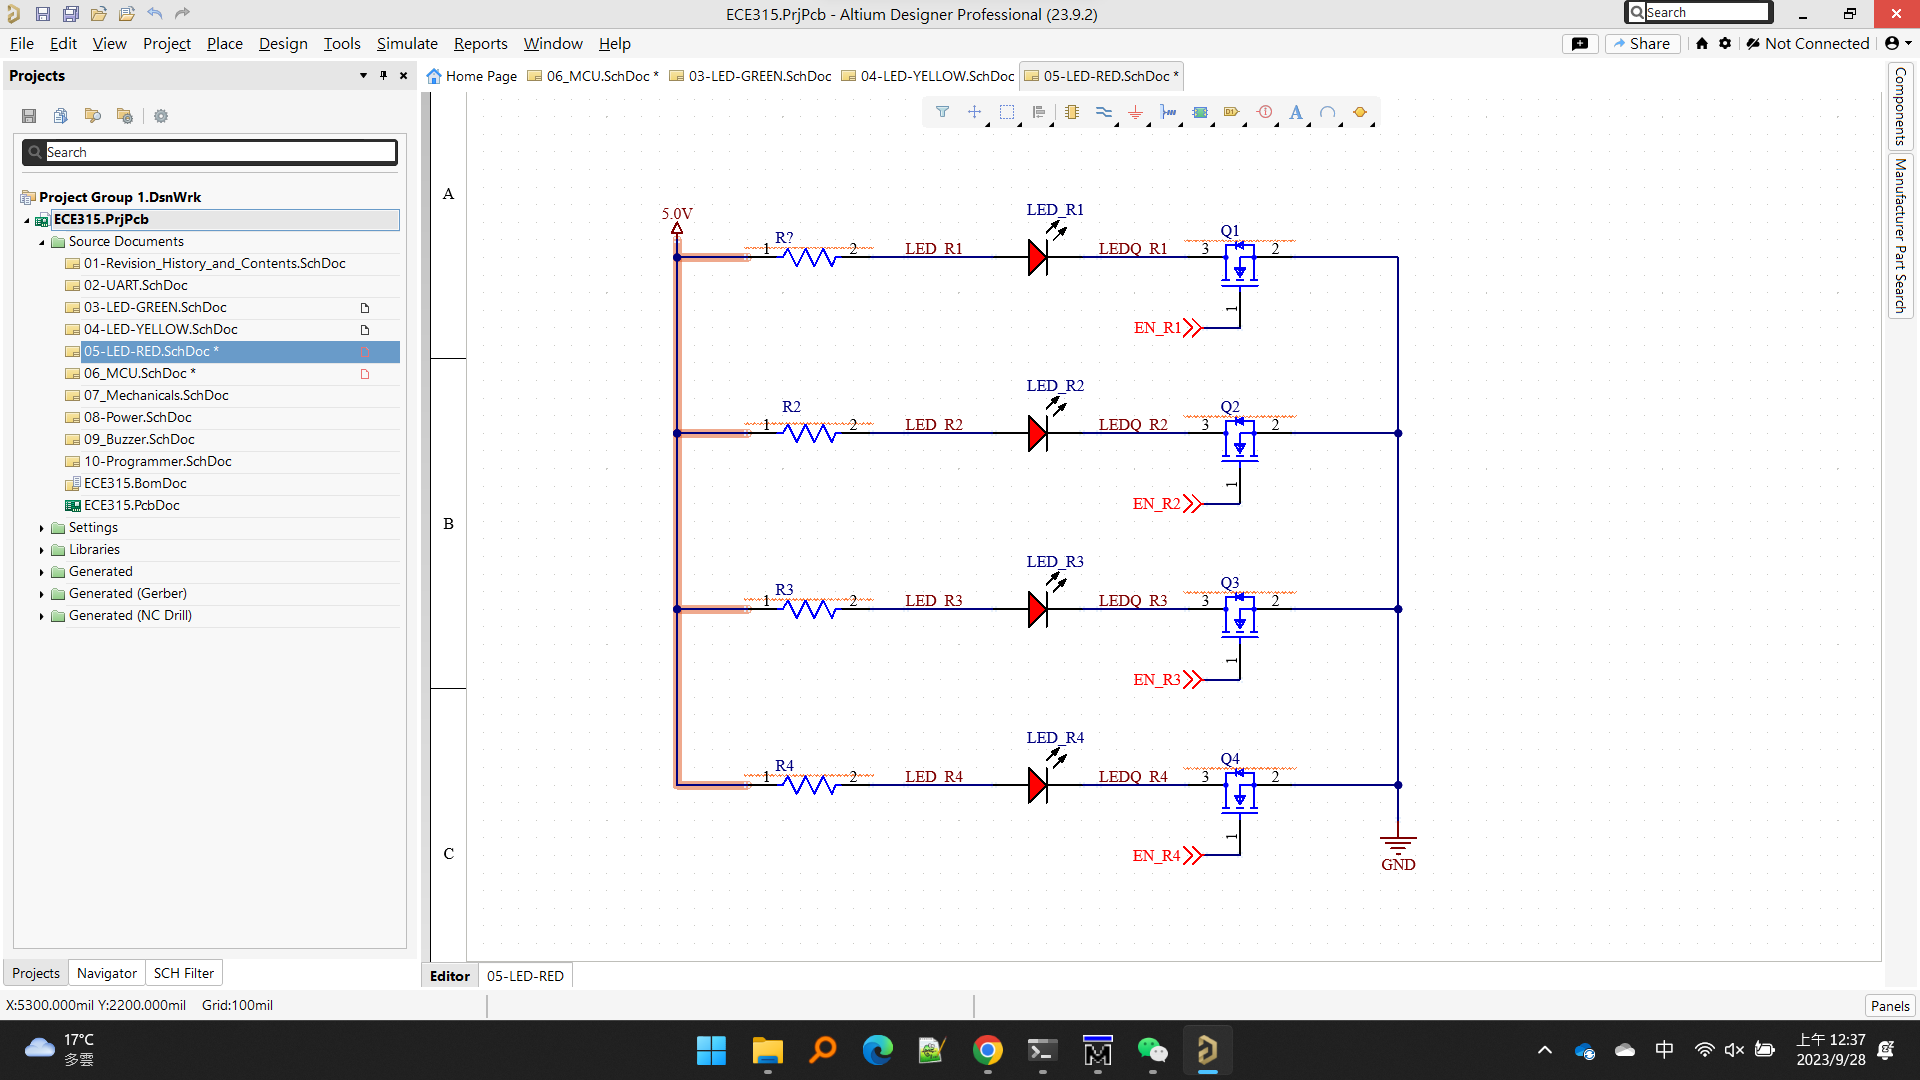 ECE315.PrjPcb - Altium Designer Professional (23.9.2)
Search
File Edit View Project Place Design Tools Simulate Reports Window Help
Share
Not Connected
Projects
Home Page
06_MCU.SchDoc *
03-LED-GREEN.SchDoc
04-LED-YELLOW.SchDoc
05-LED-RED.SchDoc *
Search
Project Group 1.DsnWrk
ECE315.PrjPcb
Source Documents
01-Revision_History_and_Contents.SchDoc
02-UART.SchDoc
03-LED-GREEN.SchDoc
04-LED-YELLOW.SchDoc
05-LED-RED.SchDoc *
06_MCU.SchDoc *
07_Mechanicals.SchDoc
08-Power.SchDoc
09_Buzzer.SchDoc
10-Programmer.SchDoc
ECE315.BomDoc
ECE315.PcbDoc
Settings
Libraries
Generated
Generated (Gerber)
Generated (NC Drill)
Projects
Navigator
SCH Filter
A
B
C
5.0V
R?
1 2
LED_R1
LED_R1
LEDQ_R1
Q1
3 2
1
EN_R1
R2
1 2
LED_R2
LED_R2
LEDQ_R2
Q2
3 2
1
EN_R2
R3
1 2
LED_R3
LED_R3
LEDQ_R3
Q3
3 2
1
EN_R3
R4
1 2
LED_R4
LED_R4
LEDQ_R4
Q4
3 2
1
EN_R4
GND
Components
Manufacturer Part Search
Editor
05-LED-RED
X:5300.000mil Y:2200.000mil Grid:100mil
Panels
17°C
多雲
中
上午 12:37
2023/9/28